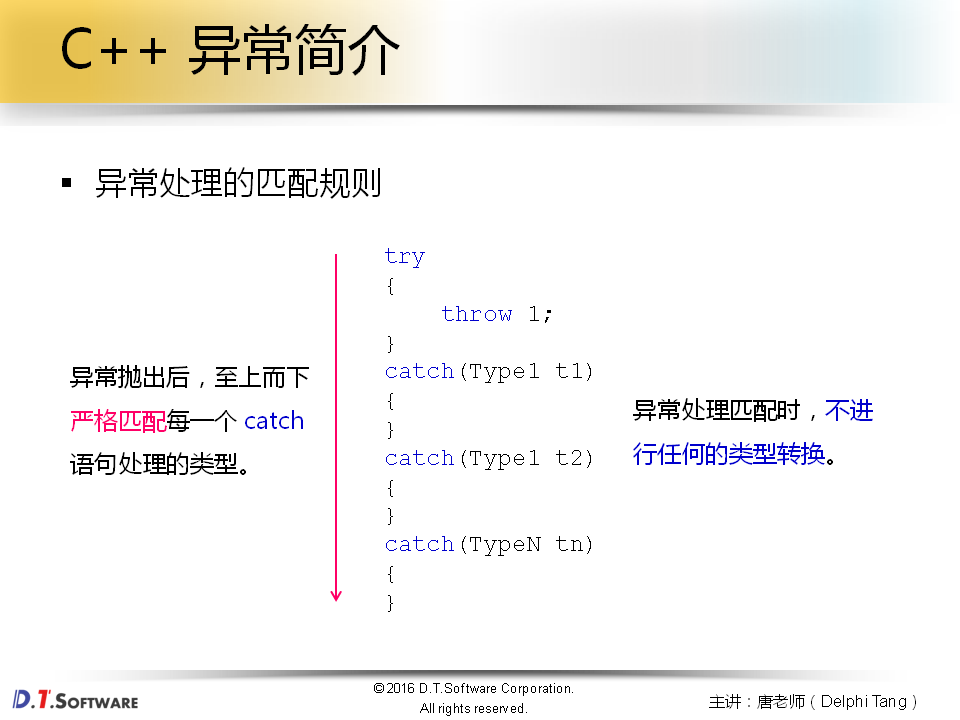 C++ 异常简介
▪ 异常处理的匹配规则
异常抛出后，至上而下
严格匹配每一个 catch
语句处理的类型。
try
{
    throw 1;
}
catch(Type1 t1)
{
}
catch(Type1 t2)
{
}
catch(TypeN tn)
{
}
异常处理匹配时，不进
行任何的类型转换。
D.T.SOFTWARE
©2016 D.T.Software Corporation.
All rights reserved.
主讲：唐老师（Delphi Tang）